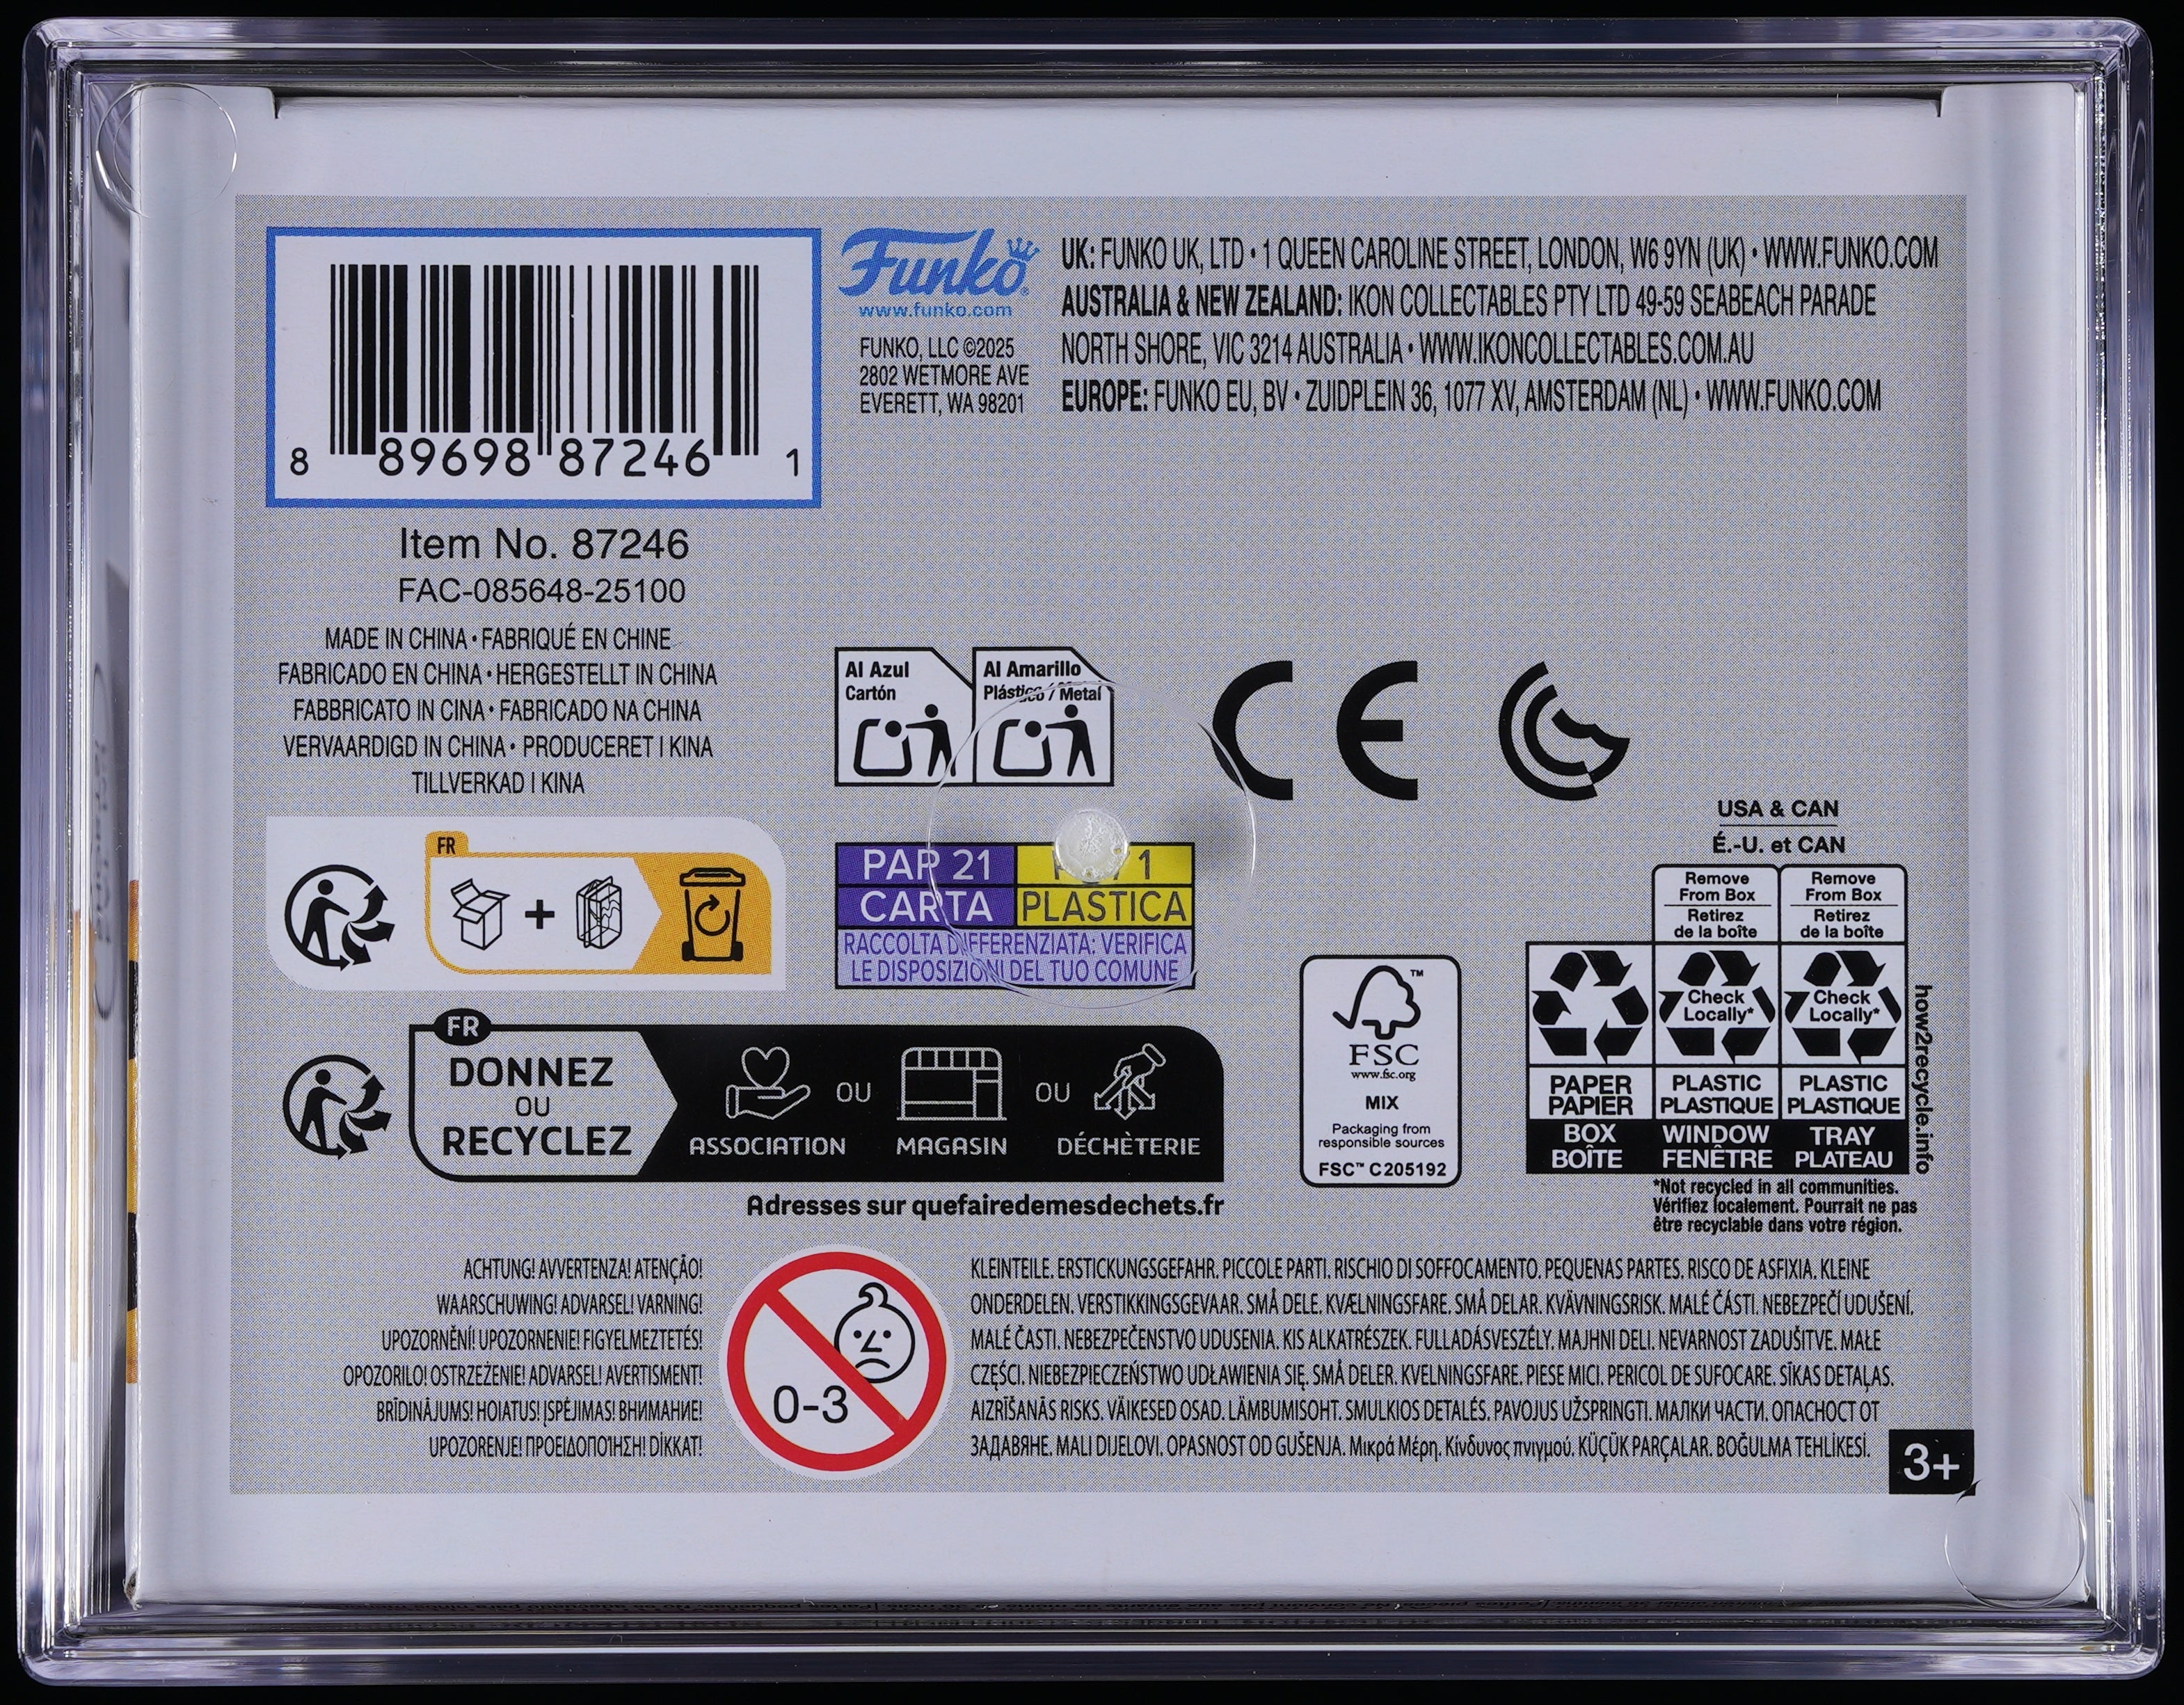 8 89698 87246 1
Item No. 87246
FAC-085648-25100
MADE IN CHINA • FABRIQUÉ EN CHINE
FABRICADO EN CHINA • HERGESTELLT IN CHINA
FABBRICATO IN CINA • FABRICADO NA CHINA
VERVAARDIGD IN CHINA • PRODUCERET I KINA
TILLVERKAD I KINA
Funko
www.funko.com
FUNKO, LLC ©2025
2802 WETMORE AVE
EVERETT, WA 98201
UK: FUNKO UK, LTD • 1 QUEEN CAROLINE STREET, LONDON, W6 9YN (UK) • WWW.FUNKO.COM
AUSTRALIA & NEW ZEALAND: IKON COLLECTABLES PTY LTD 49-59 SEABEACH PARADE
NORTH SHORE, VIC 3214 AUSTRALIA • WWW.IKONCOLLECTABLES.COM.AU
EUROPE: FUNKO EU, BV • ZUIDPLEIN 36, 1077 XV, AMSTERDAM (NL) • WWW.FUNKO.COM
Al Azul
Cartón
Al Amarillo
Plástico / Metal
CE
FR
PAP 21
1
CARTA
PLASTICA
RACCOLTA DIFFERENZIATA: VERIFICA
LE DISPOSIZIONI DEL TUO COMUNE
FR
DONNEZ
OU
RECYCLEZ
ASSOCIATION
OU
MAGASIN
OU
DÉCHÈTERIE
Adresses sur quefairedemesdechets.fr
FSC™
www.fsc.org
MIX
Packaging from
responsible sources
FSC™ C205192
USA & CAN
É.-U. et CAN
Remove
From Box
Retirez
de la boîte
Remove
From Box
Retirez
de la boîte
Check
Locally*
Check
Locally*
PAPER
PAPIER
PLASTIC
PLASTIQUE
PLASTIC
PLASTIQUE
BOX
BOÎTE
WINDOW
FENÊTRE
TRAY
PLATEAU
how2recycle.info
*Not recycled in all communities.
Vérifiez localement. Pourrait ne pas
être recyclable dans votre région.
ACHTUNG! AVVERTENZA! ATENÇÃO!
WAARSCHUWING! ADVARSEL! VARNING!
UPOZORNĚNÍ! UPOZORNENIE! FIGYELMEZTETÉS!
OPOZORILO! OSTRZEŻENIE! ADVARSEL! AVERTISMENT!
BRĪDINĀJUMS! HOIATUS! ĮSPĖJIMAS! ВНИМАНИЕ!
UPOZORENJE! ΠΡΟΕΙΔΟΠΟΊΗΣΗ! DİKKAT!
0-3
KLEINTEILE. ERSTICKUNGSGEFAHR. PICCOLE PARTI. RISCHIO DI SOFFOCAMENTO. PEQUENAS PARTES. RISCO DE ASFIXIA. KLEINE
ONDERDELEN. VERSTIKKINGSGEVAAR. SMÅ DELE. KVÆLNINGSFARE. SMÅ DELAR. KVÄVNINGSRISK. MALÉ ČÁSTI. NEBEZPEČÍ UDUŠENÍ.
MALÉ ČASTI. NEBEZPEČENSTVO UDUSENIA. KIS ALKATRÉSZEK. FULLADÁSVESZÉLY. MAJHNI DELI. NEVARNOST ZADUŠITVE. MAŁE
CZĘŚCI. NIEBEZPIECZEŃSTWO UDŁAWIENIA SIĘ. SMÅ DELER. KVELNINGSFARE. PIESE MICI. PERICOL DE SUFOCARE. SĪKAS DETAĻAS.
AIZRĪŠANĀS RISKS. VÄIKESED OSAD. LÄMBUMISOHT. SMULKIOS DETALĖS. PAVOJUS UŽSPRINGTI. МАЛКИ ЧАСТИ. ОПАСНОСТ ОТ
ЗАДАВЯНЕ. MALI DIJELOVI. OPASNOST OD GUŠENJA. Μικρά Μέρη. Κίνδυνος πνιγμού. KÜÇÜK PARÇALAR. BOĞULMA TEHLİKESİ.
3+